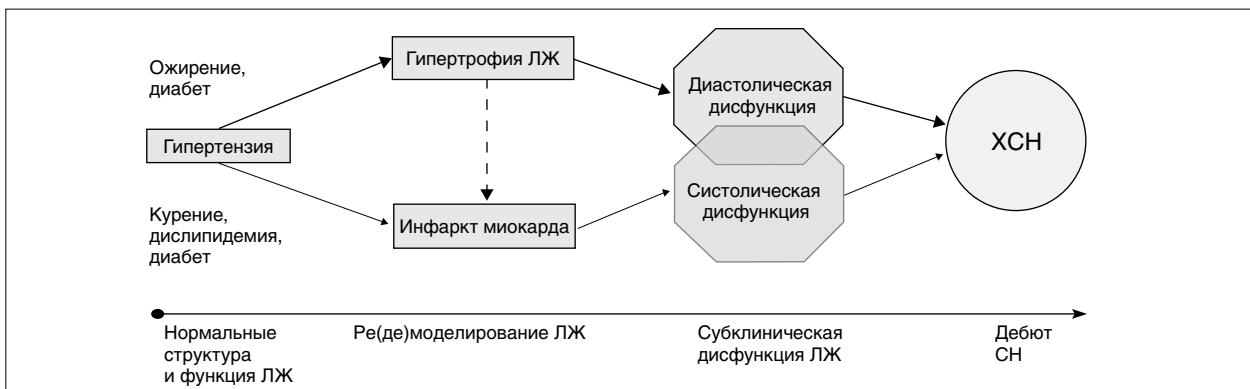 Ожирение,
диабет
Гипертензия
Курение,
дислипидемия,
диабет
Гипертрофия ЛЖ
Инфаркт миокарда
Диастолическая
дисфункция
Систолическая
дисфункция
ХСН
Нормальные
структура
и функция ЛЖ
Ре(де)моделирование ЛЖ
Субклиническая
дисфункция ЛЖ
Дебют
СН